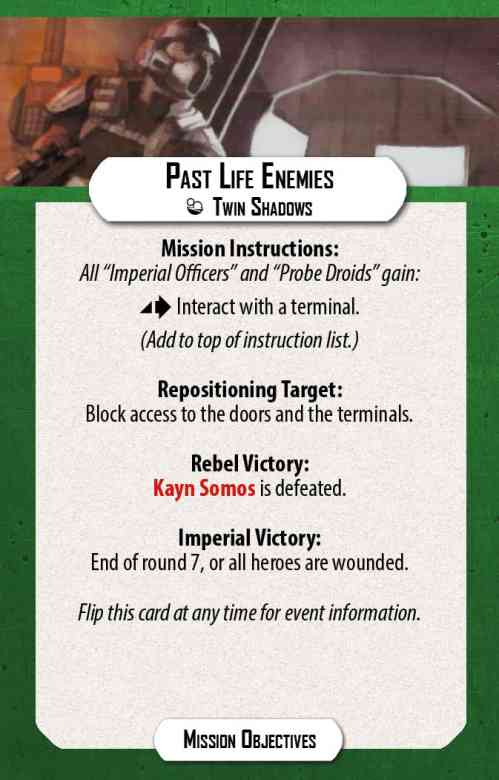 Past Life Enemies
Twin Shadows
Mission Instructions:
All “Imperial Officers” and “Probe Droids” gain:
Interact with a terminal.
(Add to top of instruction list.)
Repositioning Target:
Block access to the doors and the terminals.
Rebel Victory:
Kayn Somos is defeated.
Imperial Victory:
End of round 7, or all heroes are wounded.
Flip this card at any time for event information.
Mission Objectives